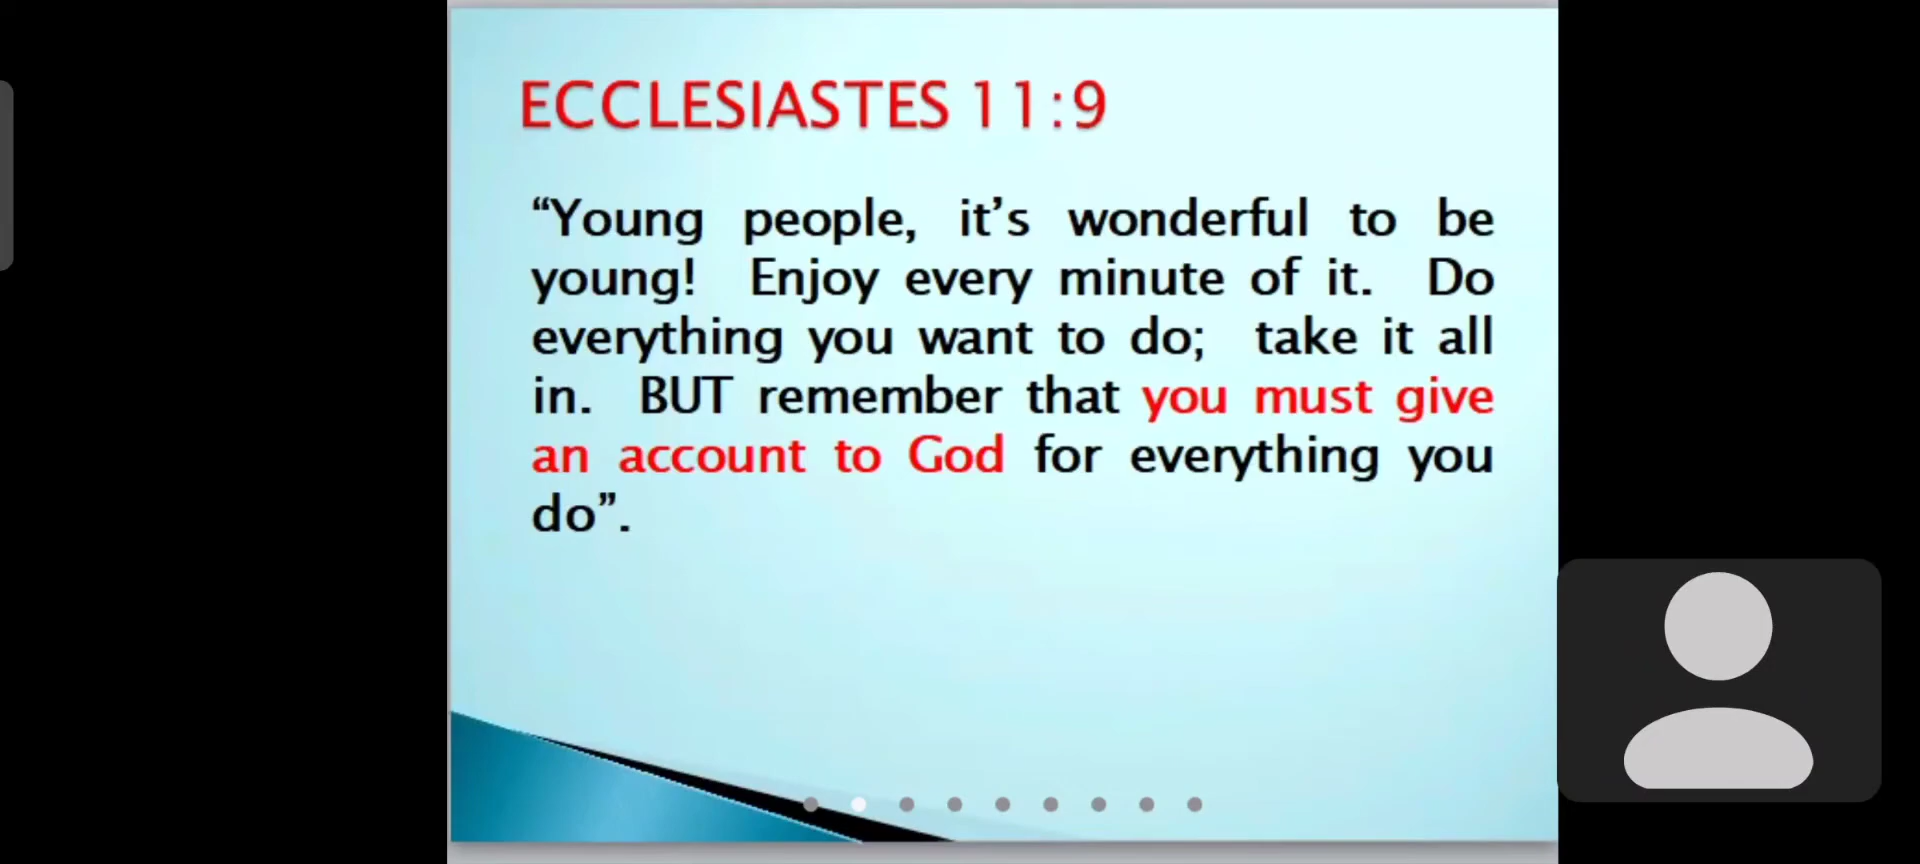 ECCLESIASTES 11:9
“Young people, it’s wonderful to be
young! Enjoy every minute of it. Do
everything you want to do; take it all
in. BUT remember that you must give
an account to God for everything you
do”.